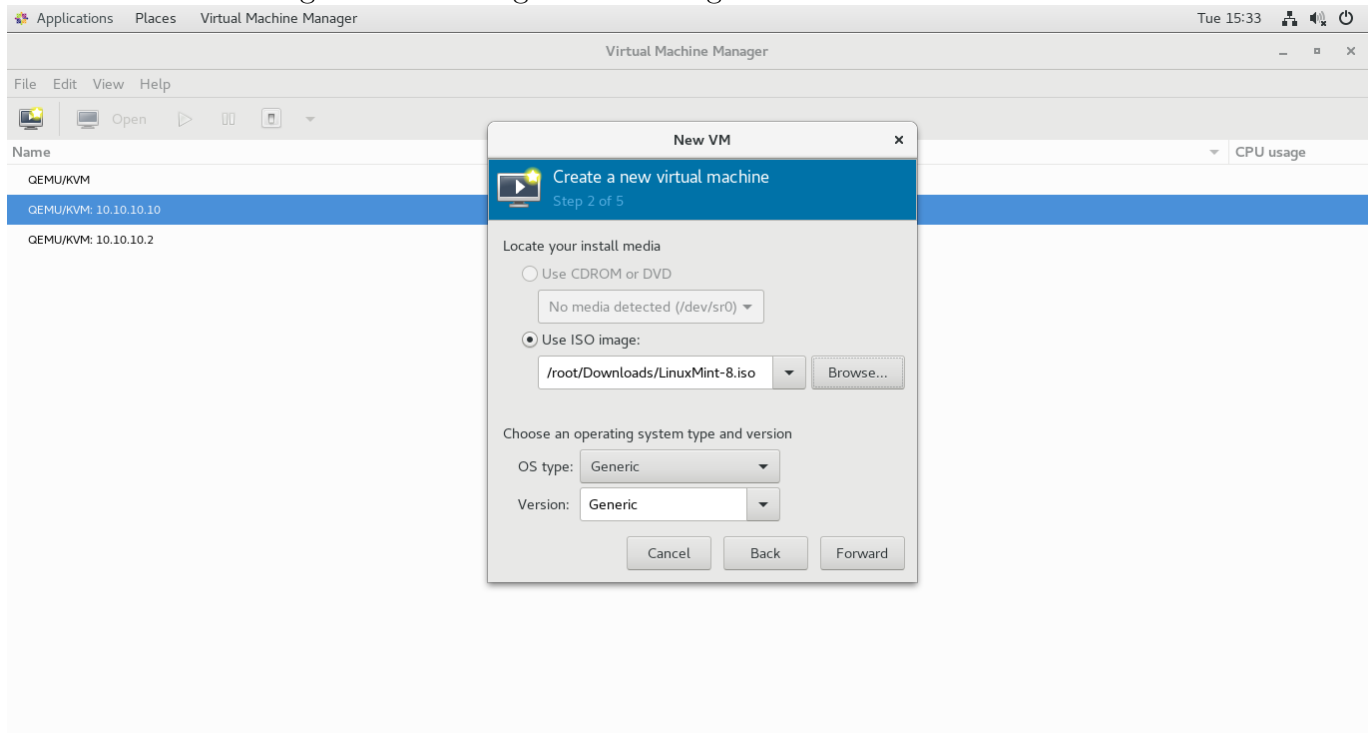 Applications Places Virtual Machine Manager Tue 15:33
Virtual Machine Manager
File Edit View Help
Open
Name CPU usage
QEMU/KVM
QEMU/KVM: 10.10.10.10
QEMU/KVM: 10.10.10.2
New VM
Create a new virtual machine
Step 2 of 5
Locate your install media
Use CDROM or DVD
No media detected (/dev/sr0)
Use ISO image:
/root/Downloads/LinuxMint-8.iso Browse...
Choose an operating system type and version
OS type: Generic
Version: Generic
Cancel Back Forward